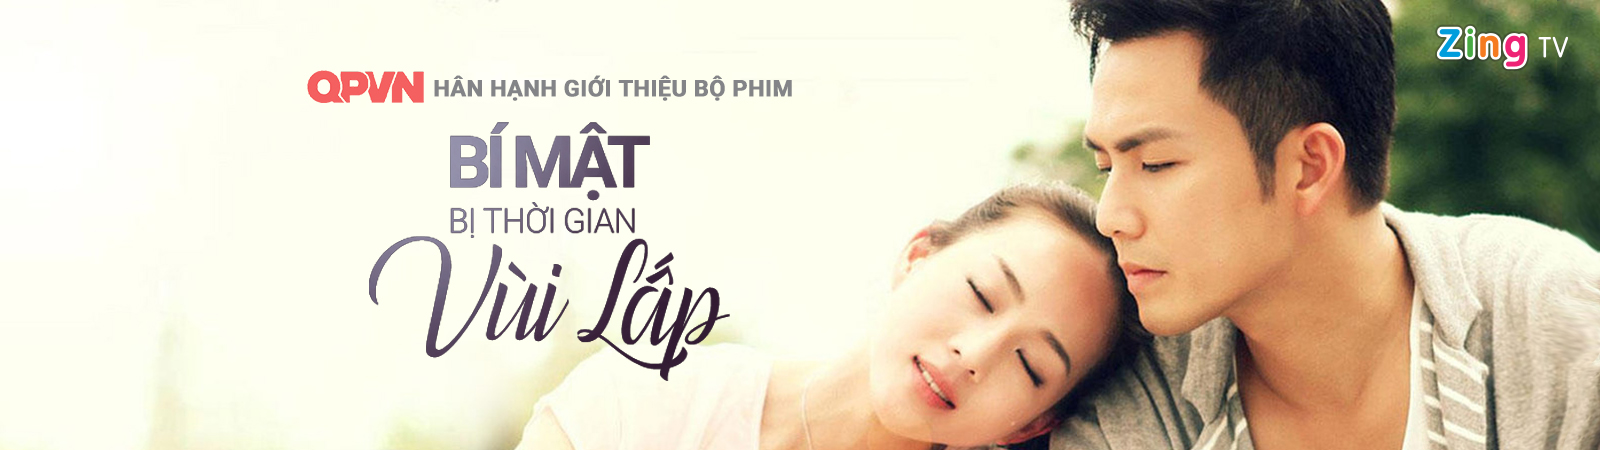 QPVN HÂN HẠNH GIỚI THIỆU BỘ PHIM
BÍ MẬT
BỊ THỜI GIAN
Vùi Lấp
Zing TV